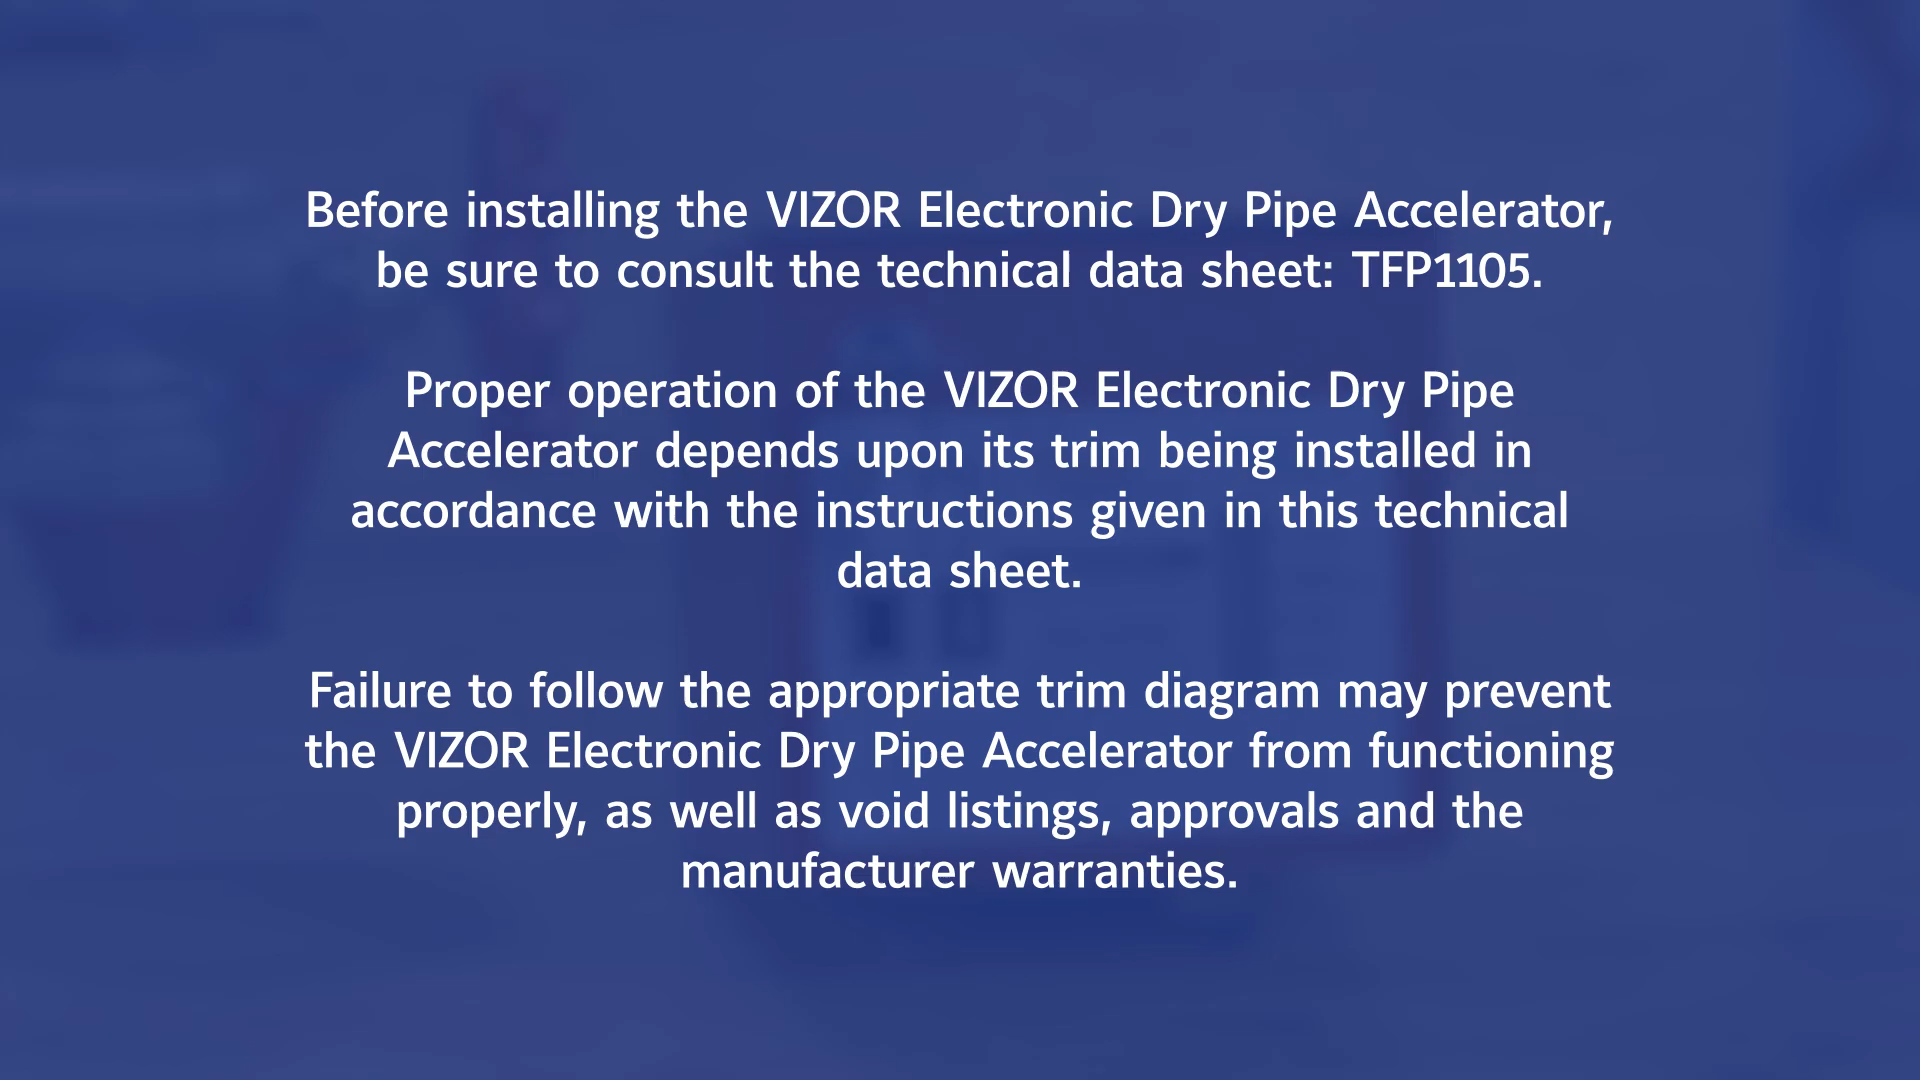 Before installing the VIZOR Electronic Dry Pipe Accelerator,
be sure to consult the technical data sheet: TFP1105.
Proper operation of the VIZOR Electronic Dry Pipe
Accelerator depends upon its trim being installed in
accordance with the instructions given in this technical
data sheet.
Failure to follow the appropriate trim diagram may prevent
the VIZOR Electronic Dry Pipe Accelerator from functioning
properly, as well as void listings, approvals and the
manufacturer warranties.